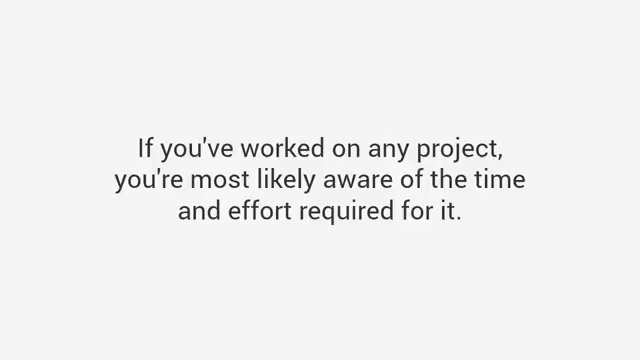 If you've worked on any project,
you're most likely aware of the time
and effort required for it.